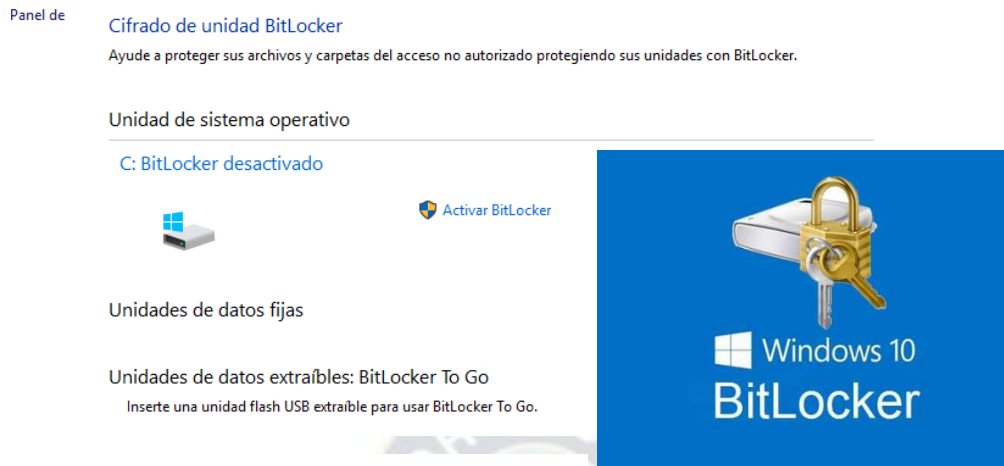 Panel de
Cifrado de unidad BitLocker
Ayude a proteger sus archivos y carpetas del acceso no autorizado protegiendo sus unidades con BitLocker.
Unidad de sistema operativo
C: BitLocker desactivado
Activar BitLocker
Unidades de datos fijas
Unidades de datos extraíbles: BitLocker To Go
Inserte una unidad flash USB extraíble para usar BitLocker To Go.
Windows 10
BitLocker